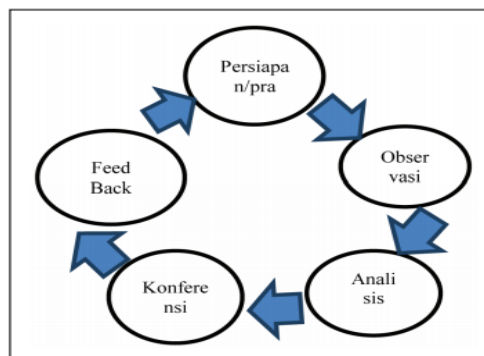 Persiapa
n/pra
Obser
vasi
Anali
sis
Konfere
nsi
Feed
Back